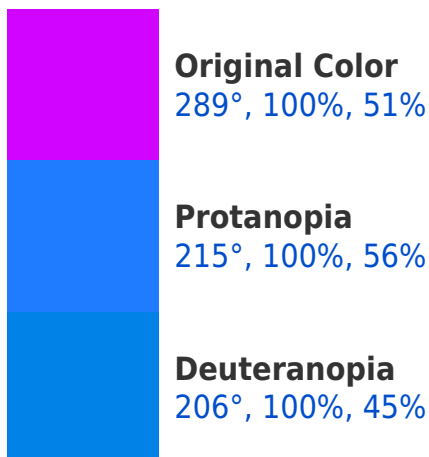 Original Color
289°, 100%, 51%
Protanopia
215°, 100%, 56%
Deuteranopia
206°, 100%, 45%